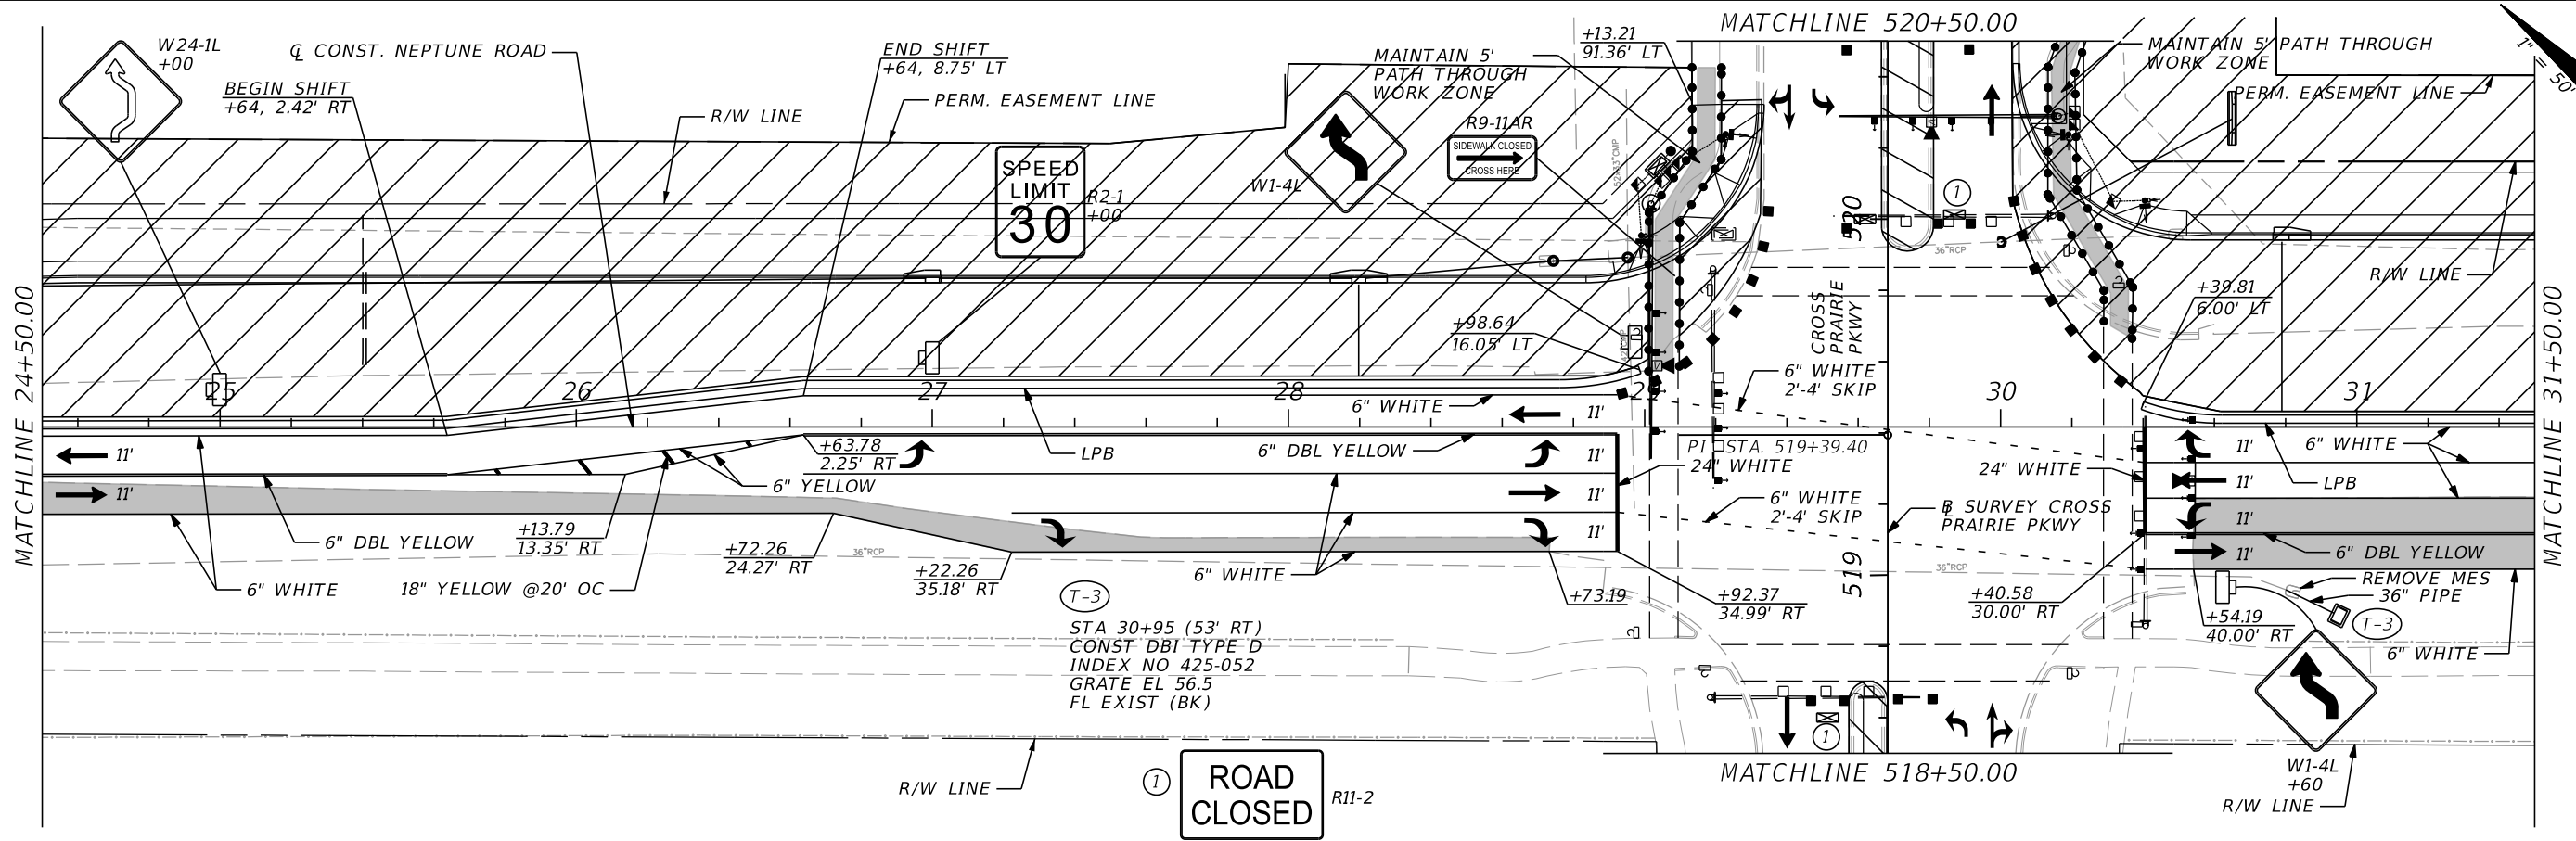 MATCHLINE 24+50.00
W24-1L
+00
℄ CONST. NEPTUNE ROAD
BEGIN SHIFT
+64, 2.42' RT
R/W LINE
END SHIFT
+64, 8.75' LT
PERM. EASEMENT LINE
SPEED
LIMIT
30
R2-1
+00
W1-4L
MAINTAIN 5'
PATH THROUGH
WORK ZONE
R9-11AR
SIDEWALK CLOSED
CROSS HERE
+13.21
91.36' LT
MATCHLINE 520+50.00
MAINTAIN 5' PATH THROUGH
WORK ZONE
PERM. EASEMENT LINE
1" = 50'
1
520
36"RCP
R/W LINE
+39.81
6.00' LT
CROSS
PRAIRIE
PKWY
+98.64
16.05' LT
6" WHITE
2'-4' SKIP
25
26
27
28
29
30
31
6" WHITE
11'
11'
11'
+63.78
2.25' RT
LPB
6" DBL YELLOW
11'
11'
11'
PI STA. 519+39.40
24" WHITE
6" YELLOW
6" WHITE
2'-4' SKIP
℄ SURVEY CROSS
PRAIRIE PKWY
24" WHITE
11'
11'
11'
11'
6" WHITE
LPB
6" DBL YELLOW
6" DBL YELLOW
+13.79
13.35' RT
+72.26
24.27' RT
36"RCP
+22.26
35.18' RT
6" WHITE
18" YELLOW @20' OC
6" WHITE
+73.19
+92.37
34.99' RT
519
36"RCP
+40.58
30.00' RT
REMOVE MES
36" PIPE
+54.19
40.00' RT
T-3
6" WHITE
T-3
STA 30+95 (53' RT)
CONST DBI TYPE D
INDEX NO 425-052
GRATE EL 56.5
FL EXIST (BK)
R/W LINE
1
ROAD
CLOSED
R11-2
1
MATCHLINE 518+50.00
W1-4L
+60
R/W LINE
MATCHLINE 31+50.00